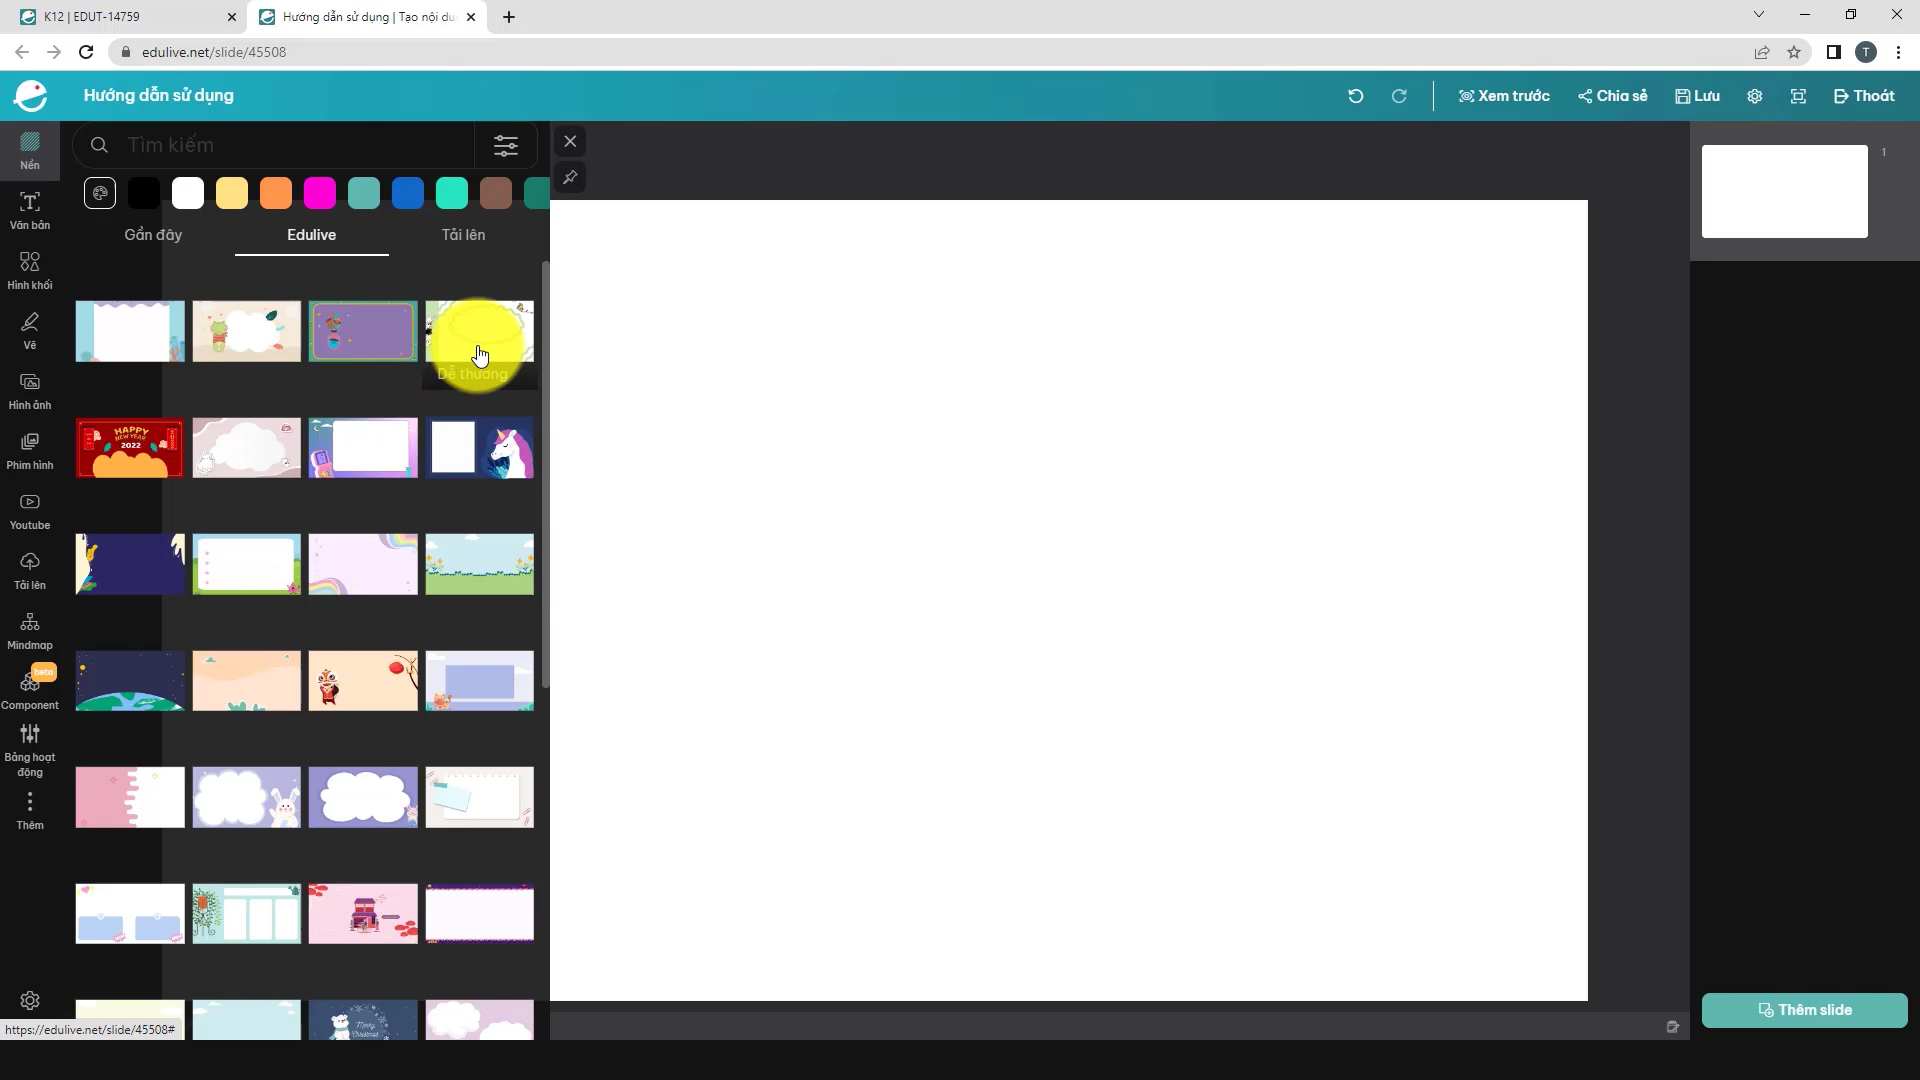 K12 | EDUT-14759
Hướng dẫn sử dụng | Tạo nội du
edulive.net/slide/45508
T
Hướng dẫn sử dụng
Xem trước
Chia sẻ
Lưu
Thoát
Nền
Tìm kiếm
1
Văn bản
Gần đây
Edulive
Tải lên
Hình khối
Vẽ
Dễ thương
Hình ảnh
HAPPY
NEW YEAR
2022
Phim hình
Youtube
Tải lên
Mindmap
beta
Component
Bảng hoạt
động
Thêm
Merry
Christmas
Thêm slide
https://edulive.net/slide/45508#